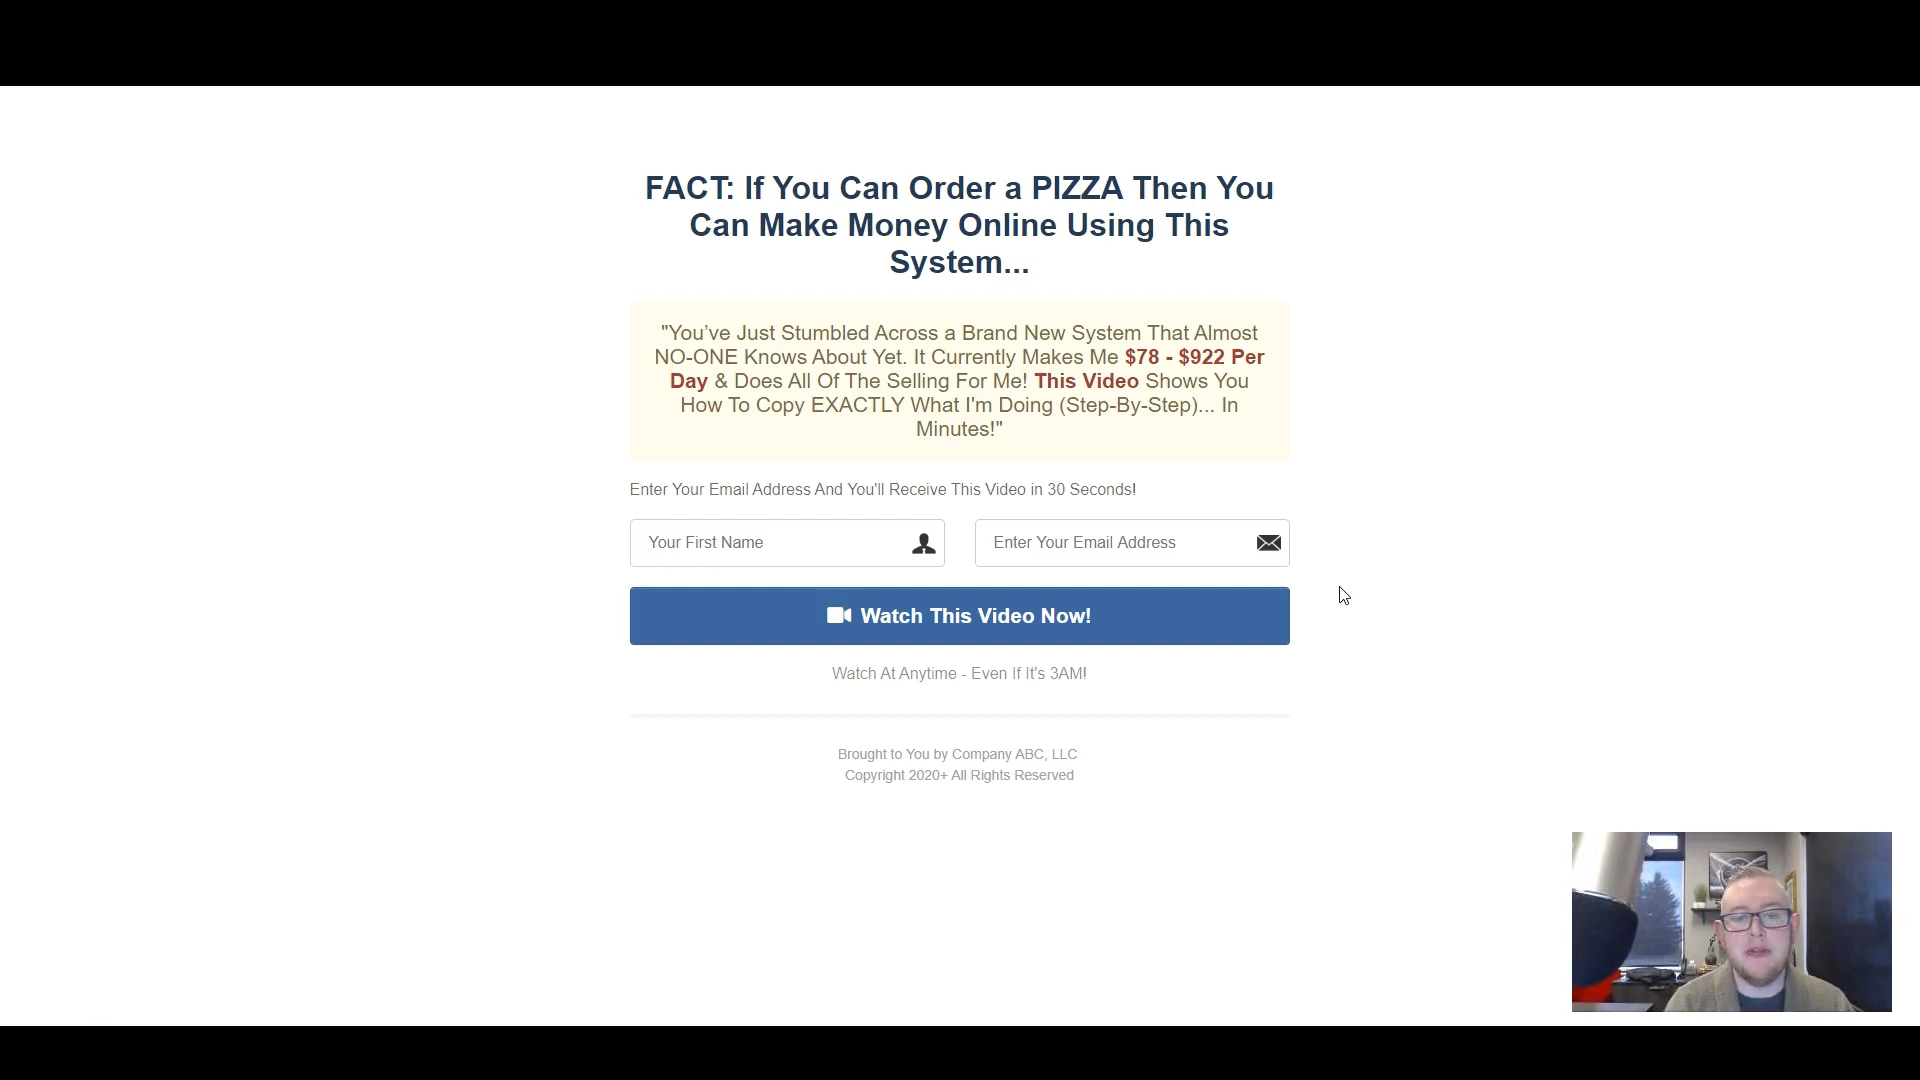 FACT: If You Can Order a PIZZA Then You
Can Make Money Online Using This
System...
"You’ve Just Stumbled Across a Brand New System That Almost
NO-ONE Knows About Yet. It Currently Makes Me $78 - $922 Per
Day & Does All Of The Selling For Me! This Video Shows You
How To Copy EXACTLY What I'm Doing (Step-By-Step)... In
Minutes!"
Enter Your Email Address And You'll Receive This Video in 30 Seconds!
Your First Name
Enter Your Email Address
Watch This Video Now!
Watch At Anytime - Even If It's 3AM!
Brought to You by Company ABC, LLC
Copyright 2020+ All Rights Reserved